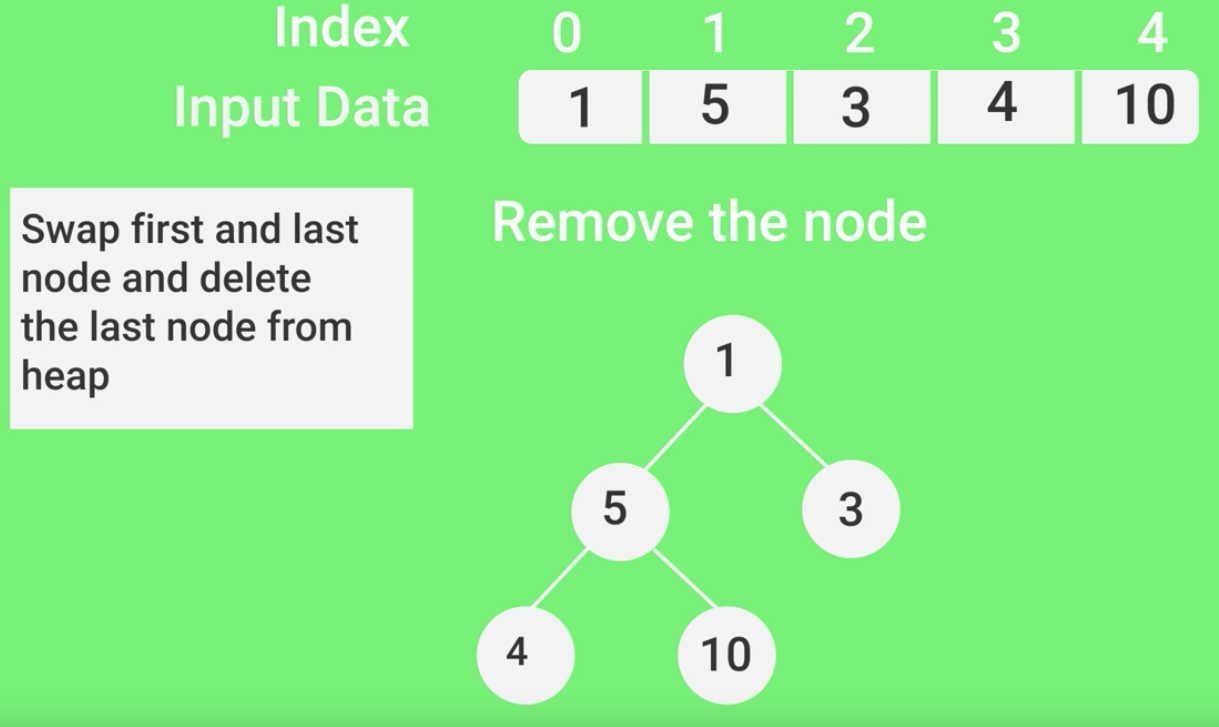 Index 0 1 2 3 4
Input Data 1 5 3 4 10
Swap first and last
node and delete
the last node from
heap
Remove the node
1
5 3
4 10